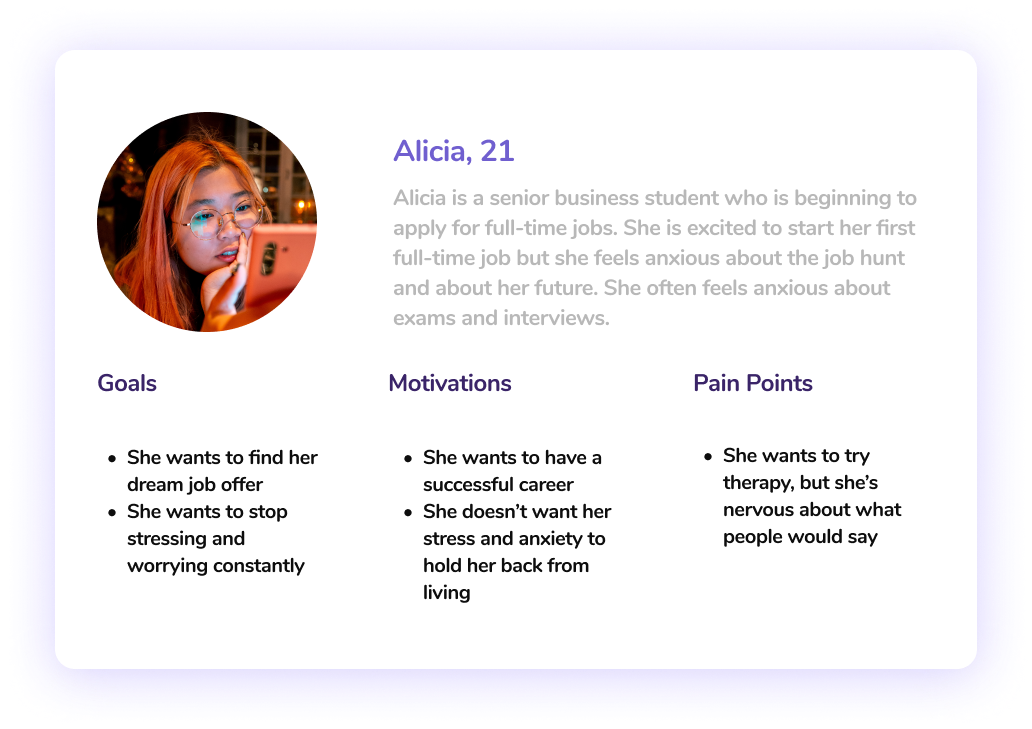 Alicia, 21
Alicia is a senior business student who is beginning to
apply for full-time jobs. She is excited to start her first
full-time job but she feels anxious about the job hunt
and about her future. She often feels anxious about
exams and interviews.
Goals
• She wants to find her
dream job offer
• She wants to stop
stressing and
worrying constantly
Motivations
• She wants to have a
successful career
• She doesn’t want her
stress and anxiety to
hold her back from
living
Pain Points
• She wants to try
therapy, but she’s
nervous about what
people would say